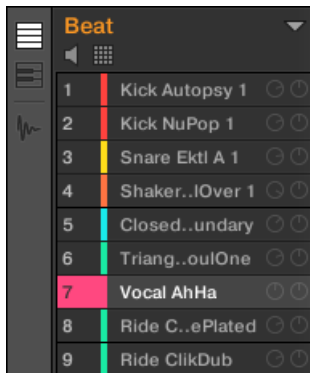 Beat
1 Kick Autopsy 1
2 Kick NuPop 1
3 Snare Ektl A 1
4 Shaker..lOver 1
5 Closed..undary
6 Triang..oulOne
7 Vocal AhHa
8 Ride C..ePlated
9 Ride ClikDub